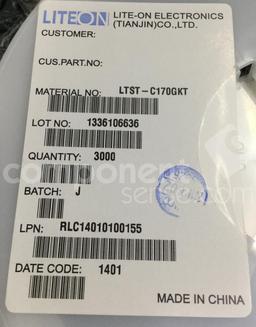 LITEON LITE-ON ELECTRONICS
(TIANJIN)CO.,LTD.
CUSTOMER:
CUS.PART.NO:
MATERIAL NO: LTST-C170GKT
LOT NO: 1336106636
QUANTITY: 3000
BATCH: J
LPN: RLC14010100155
DATE CODE: 1401
MADE IN CHINA